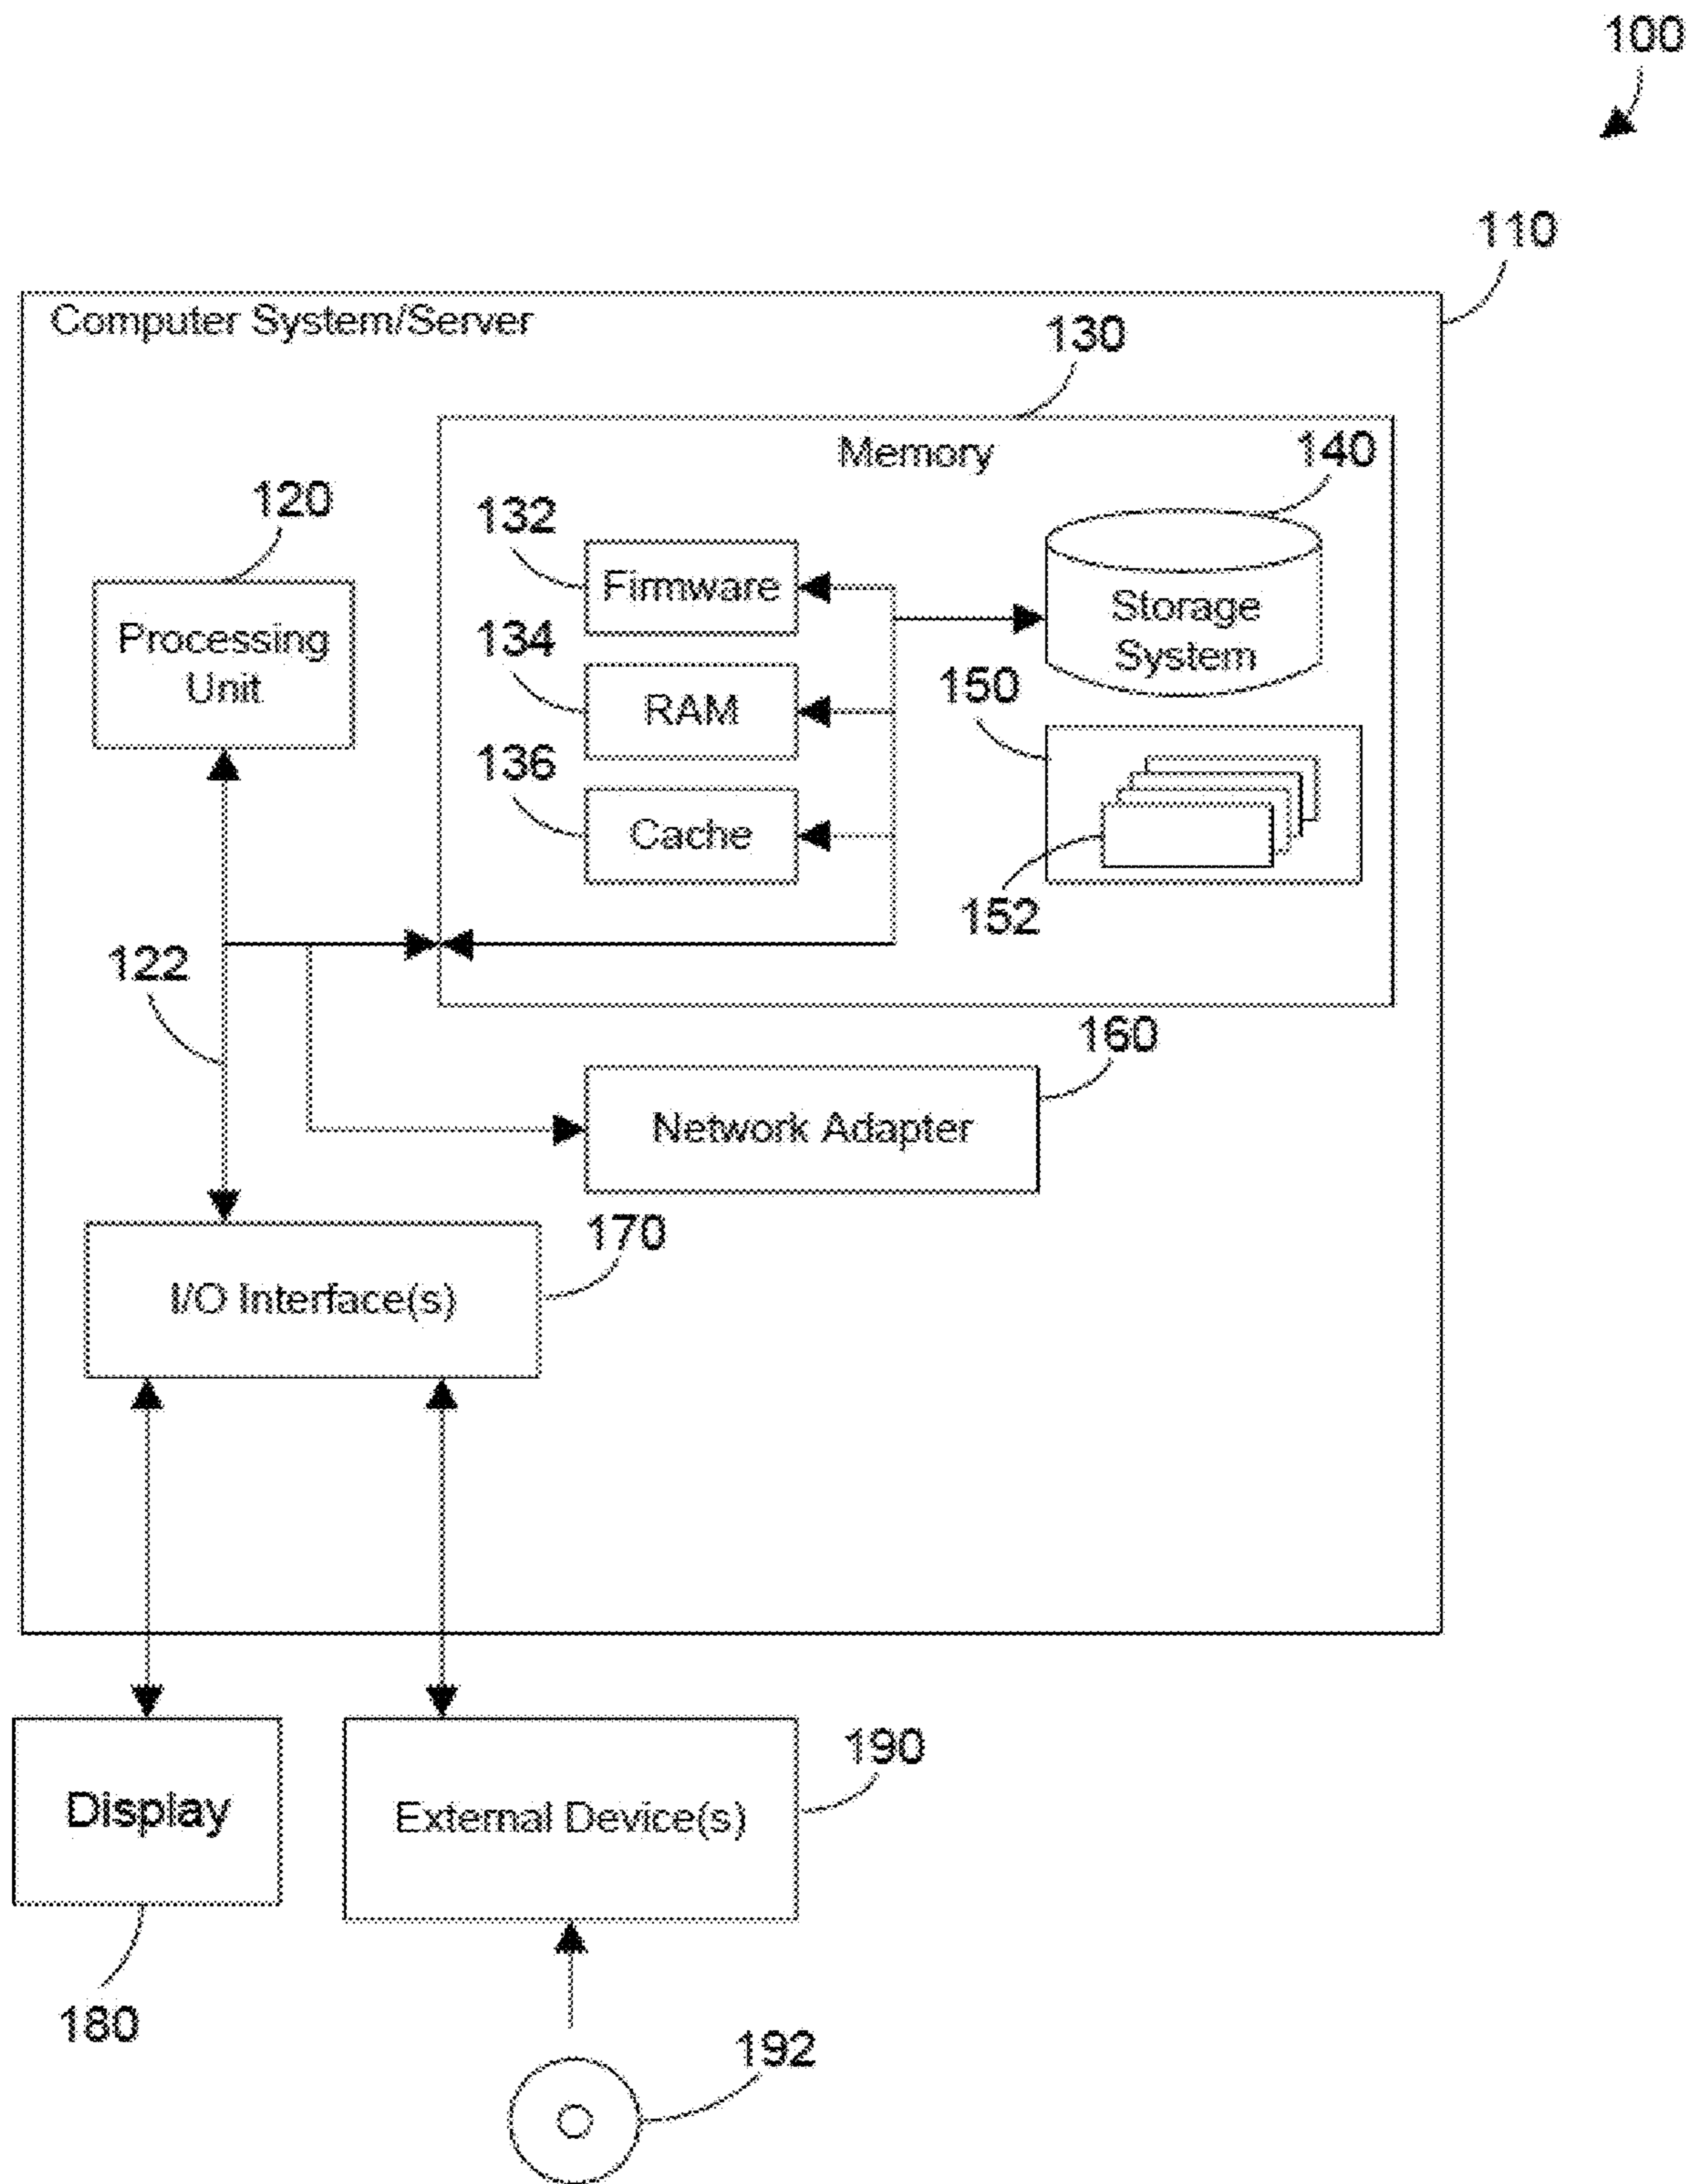 100
110
Computer System/Server
130
Memory
140
120
132
Firmware
Processing
Unit
134
RAM
Storage
System
150
136
Cache
152
122
160
Network Adapter
170
I/O Interface(s)
190
Display
External Device(s)
180
192